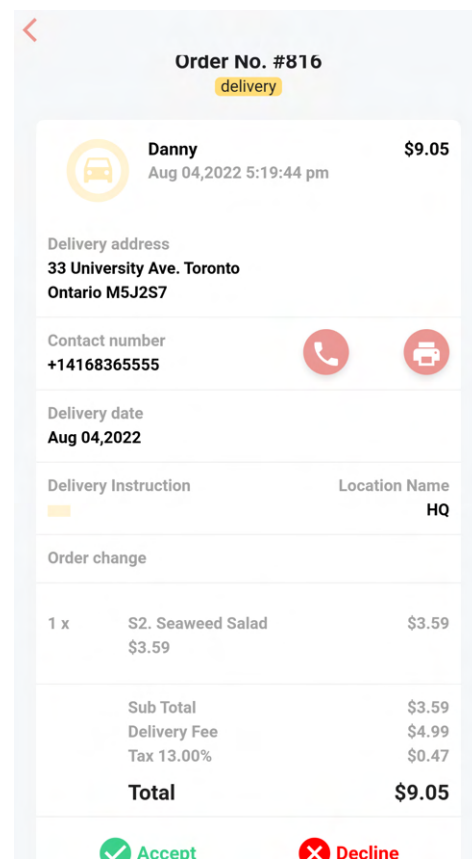 Order No. #816
delivery
Danny $9.05
Aug 04,2022 5:19:44 pm
Delivery address
33 University Ave. Toronto
Ontario M5J2S7
Contact number
+14168365555
Delivery date
Aug 04,2022
Delivery Instruction Location Name
HQ
Order change
1 x S2. Seaweed Salad $3.59
$3.59
Sub Total $3.59
Delivery Fee $4.99
Tax 13.00% $0.47
Total $9.05
Accept Decline